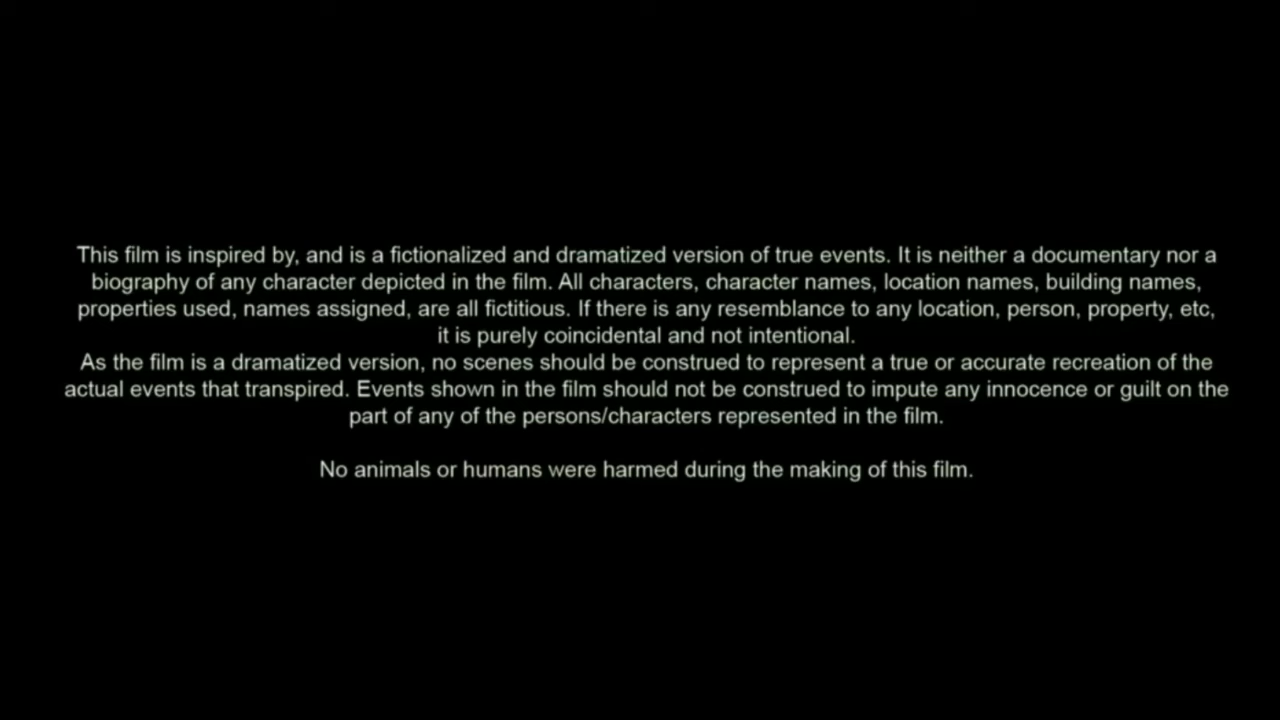 This film is inspired by, and is a fictionalized and dramatized version of true events. It is neither a documentary nor a
biography of any character depicted in the film. All characters, character names, location names, building names,
properties used, names assigned, are all fictitious. If there is any resemblance to any location, person, property, etc,
it is purely coincidental and not intentional.
As the film is a dramatized version, no scenes should be construed to represent a true or accurate recreation of the
actual events that transpired. Events shown in the film should not be construed to impute any innocence or guilt on the
part of any of the persons/characters represented in the film.
No animals or humans were harmed during the making of this film.